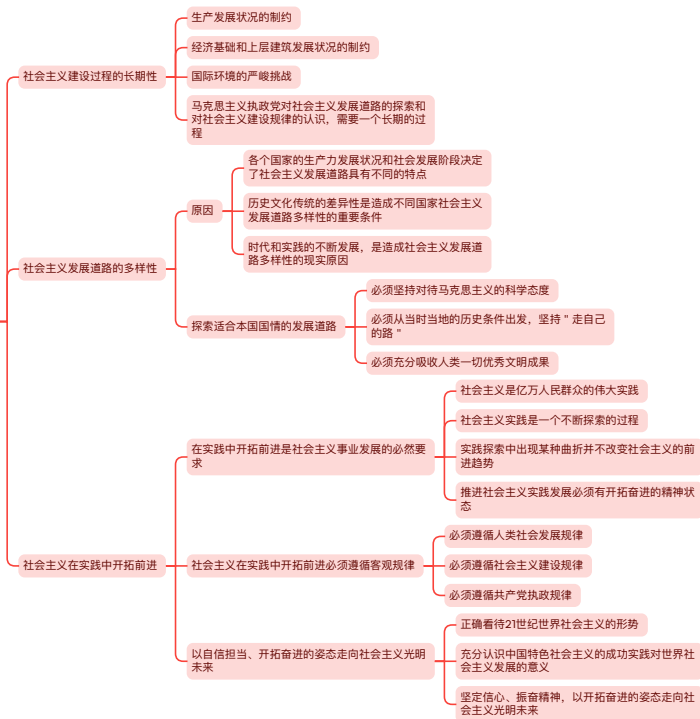 社会主义建设过程的长期性
生产发展状况的制约
经济基础和上层建筑发展状况的制约
国际环境的严峻挑战
马克思主义执政党对社会主义发展道路的探索和
对社会主义建设规律的认识，需要一个长期的过
程
社会主义发展道路的多样性
原因
各个国家的生产力发展状况和社会发展阶段决定
了社会主义发展道路具有不同的特点
历史文化传统的差异性是造成不同国家社会主义
发展道路多样性的重要条件
时代和实践的不断发展，是造成社会主义发展道
路多样性的现实原因
探索适合本国国情的发展道路
必须坚持对待马克思主义的科学态度
必须从当时当地的历史条件出发，坚持＂走自己
的路＂
必须充分吸收人类一切优秀文明成果
社会主义在实践中开拓前进
在实践中开拓前进是社会主义事业发展的必然要
求
社会主义是亿万人民群众的伟大实践
社会主义实践是一个不断探索的过程
实践探索中出现某种曲折并不改变社会主义的前
进趋势
推进社会主义实践发展必须有开拓奋进的精神状
态
社会主义在实践中开拓前进必须遵循客观规律
必须遵循人类社会发展规律
必须遵循社会主义建设规律
必须遵循共产党执政规律
以自信担当、开拓奋进的姿态走向社会主义光明
未来
正确看待21世纪世界社会主义的形势
充分认识中国特色社会主义的成功实践对世界社
会主义发展的意义
坚定信心、振奋精神，以开拓奋进的姿态走向社
会主义光明未来